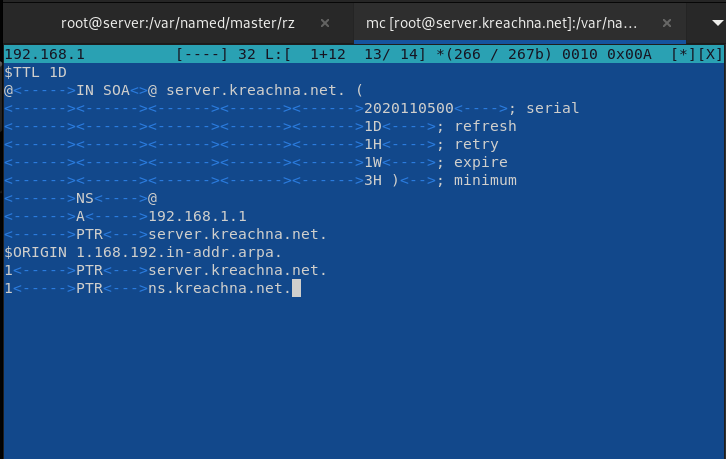 root@server:/var/named/master/rz × mc [root@server.kreachna.net]:/var/na... ×
192.168.1 [----] 32 L:[ 1+12 13/ 14] *(266 / 267b) 0010 0x00A [*][X]
$TTL 1D
@<----->IN SOA<>@ server.kreachna.net. (
<------><------><------><------><------>2020110500<---->; serial
<------><------><------><------><------>1D<---->; refresh
<------><------><------><------><------>1H<---->; retry
<------><------><------><------><------>1W<---->; expire
<------><------><------><------><------>3H )<-->; minimum
<------>NS<---->@
<------>A<----->192.168.1.1
<------>PTR<--->server.kreachna.net.
$ORIGIN 1.168.192.in-addr.arpa.
1<----->PTR<--->server.kreachna.net.
1<----->PTR<--->ns.kreachna.net.